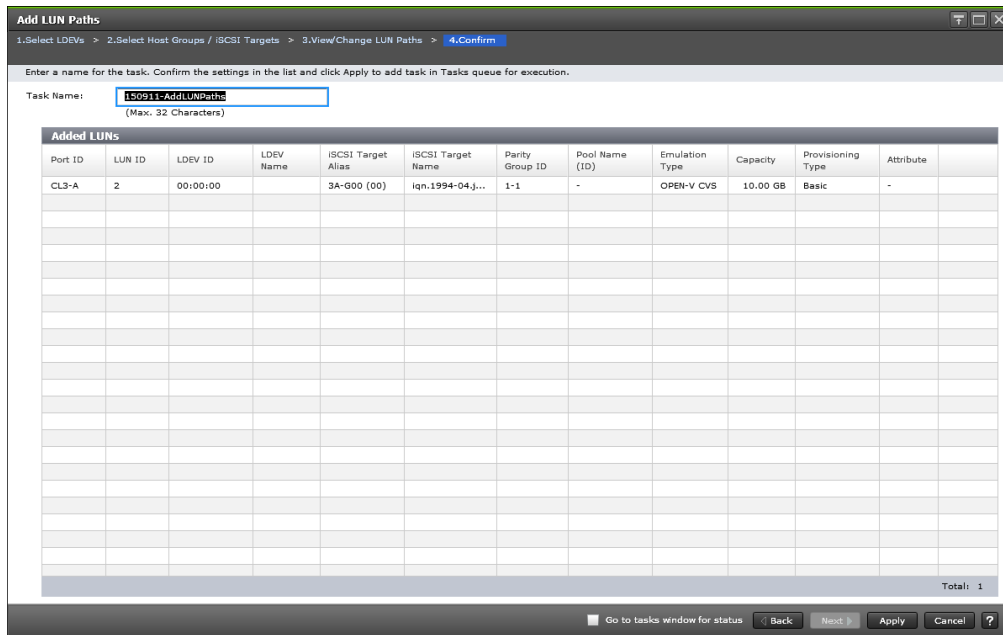 Add LUN Paths
1.Select LDEVs > 2.Select Host Groups / iSCSI Targets > 3.View/Change LUN Paths > 4.Confirm
Enter a name for the task. Confirm the settings in the list and click Apply to add task in Tasks queue for execution.
Task Name: 150911-AddLUNPaths
(Max. 32 Characters)
Added LUNs
Port ID LUN ID LDEV ID LDEV Name iSCSI Target Alias iSCSI Target Name Parity Group ID Pool Name (ID) Emulation Type Capacity Provisioning Type Attribute
CL3-A 2 00:00:00 3A-G00 (00) iqn.1994-04.j... 1-1 - OPEN-V CVS 10.00 GB Basic -
Total: 1
Go to tasks window for status Back Next Apply Cancel ?